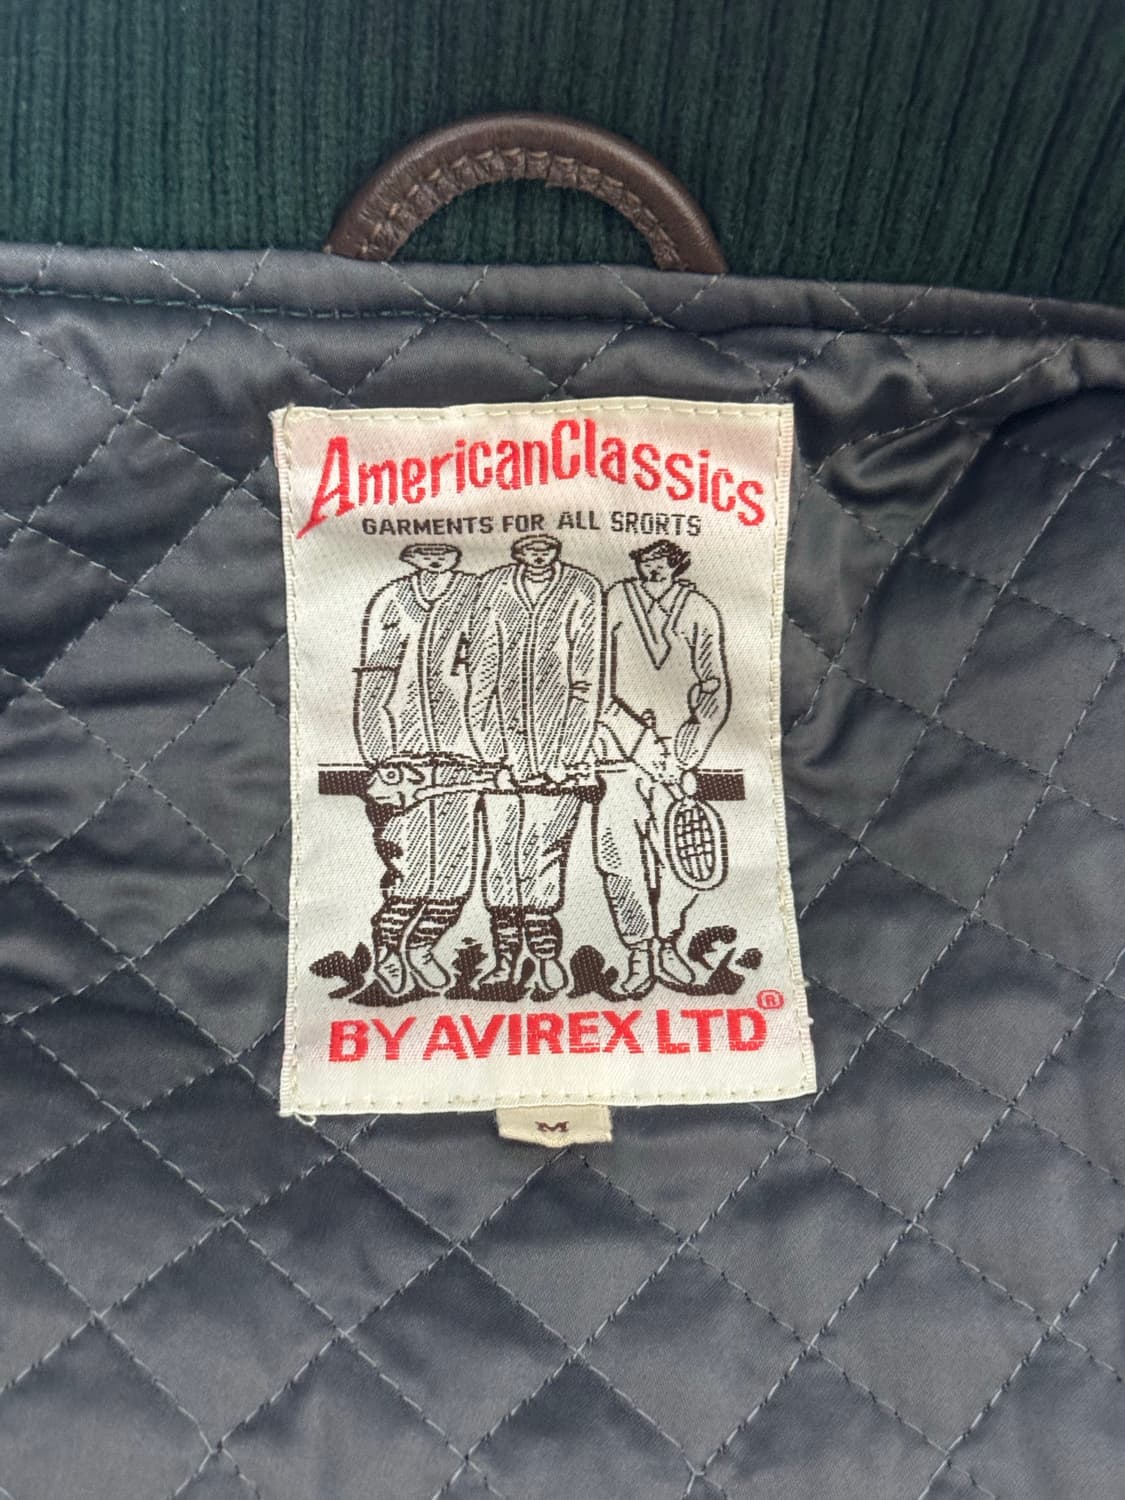 AmericanClassics
GARMENTS FOR ALL SRORTS
A
BY AVIREX LTD®
M